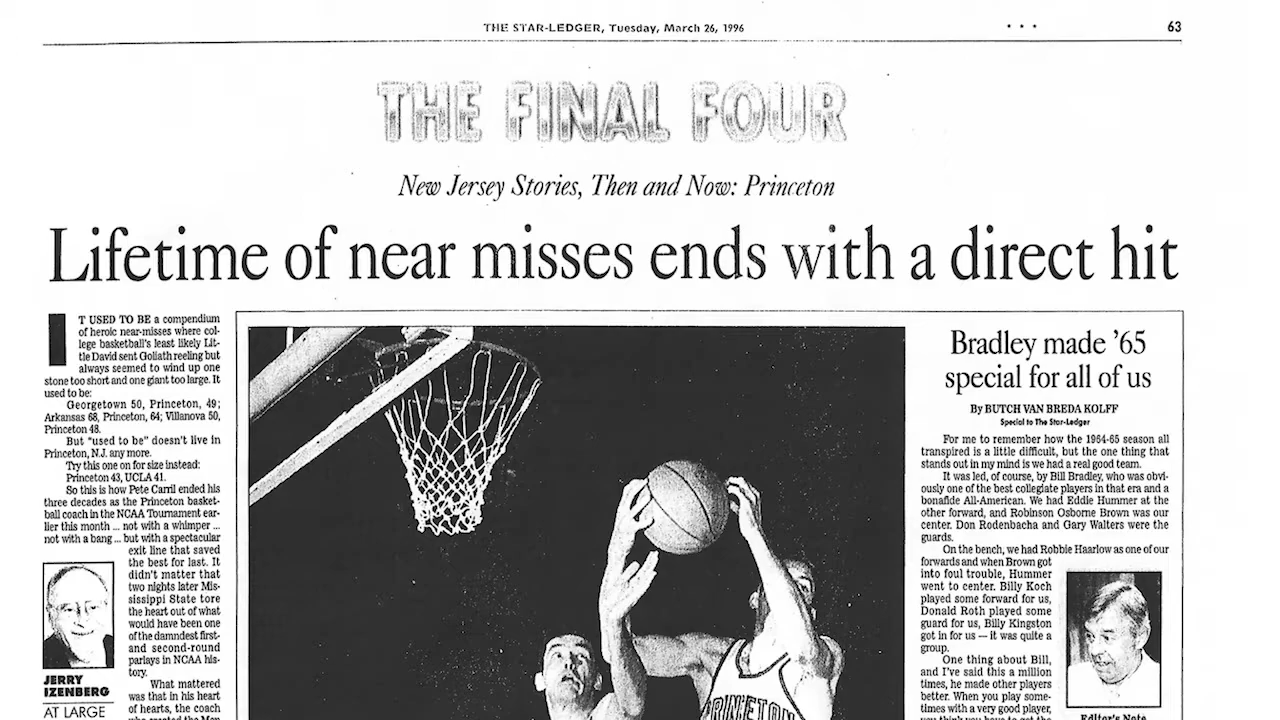 THE STAR-LEDGER, Tuesday, March 26, 1996
63
THE FINAL FOUR
New Jersey Stories, Then and Now: Princeton
Lifetime of near misses ends with a direct hit
IT USED TO BE a compendium
of heroic near-misses where col-
lege basketball's least likely Lit-
tle David sent Goliath reeling but
always seemed to wind up one
stone too short and one giant too large. It
used to be:
Georgetown 50, Princeton, 49;
Arkansas 68, Princeton, 64; Villanova 50,
Princeton 48.
But "used to be" doesn't live in
Princeton, N.J. any more.
Try this one on for size instead:
Princeton 43, UCLA 41.
So this is how Pete Carril ended his
three decades as the Princeton basket-
ball coach in the NCAA Tournament ear-
lier this month ... not with a whimper ...
not with a bang ... but with a spectacular
exit line that saved
the best for last. It
didn't matter that
two nights later Mis-
sissippi State tore
the heart out of what
would have been one
of the damndest first-
and second-round
parlays in NCAA his-
tory.
What mattered
was that in his heart
of hearts, the coach
who created the Man
JERRY
IZENBERG
AT LARGE
PRINCETON
Bradley made '65
special for all of us
By BUTCH VAN BREDA KOLFF
Special to The Star-Ledger
For me to remember how the 1964-65 season all
transpired is a little difficult, but the one thing that
stands out in my mind is we had a real good team.
It was led, of course, by Bill Bradley, who was obvi-
ously one of the best collegiate players in that era and a
bonafide All-American. We had Eddie Hummer at the
other forward, and Robinson Osborne Brown was our
center. Don Rodenbacha and Gary Walters were the
guards.
On the bench, we had Robbie Haarlow as one of our
forwards and when Brown got
into foul trouble, Hummer
went to center. Billy Koch
played some forward for us,
Donald Roth played some
guard for us, Billy Kingston
got in for us — it was quite a
group.
One thing about Bill,
and I've said this a million
times, he made other players
better. When you play some-
times with a very good player,
you think you have to get the
Editor's Note